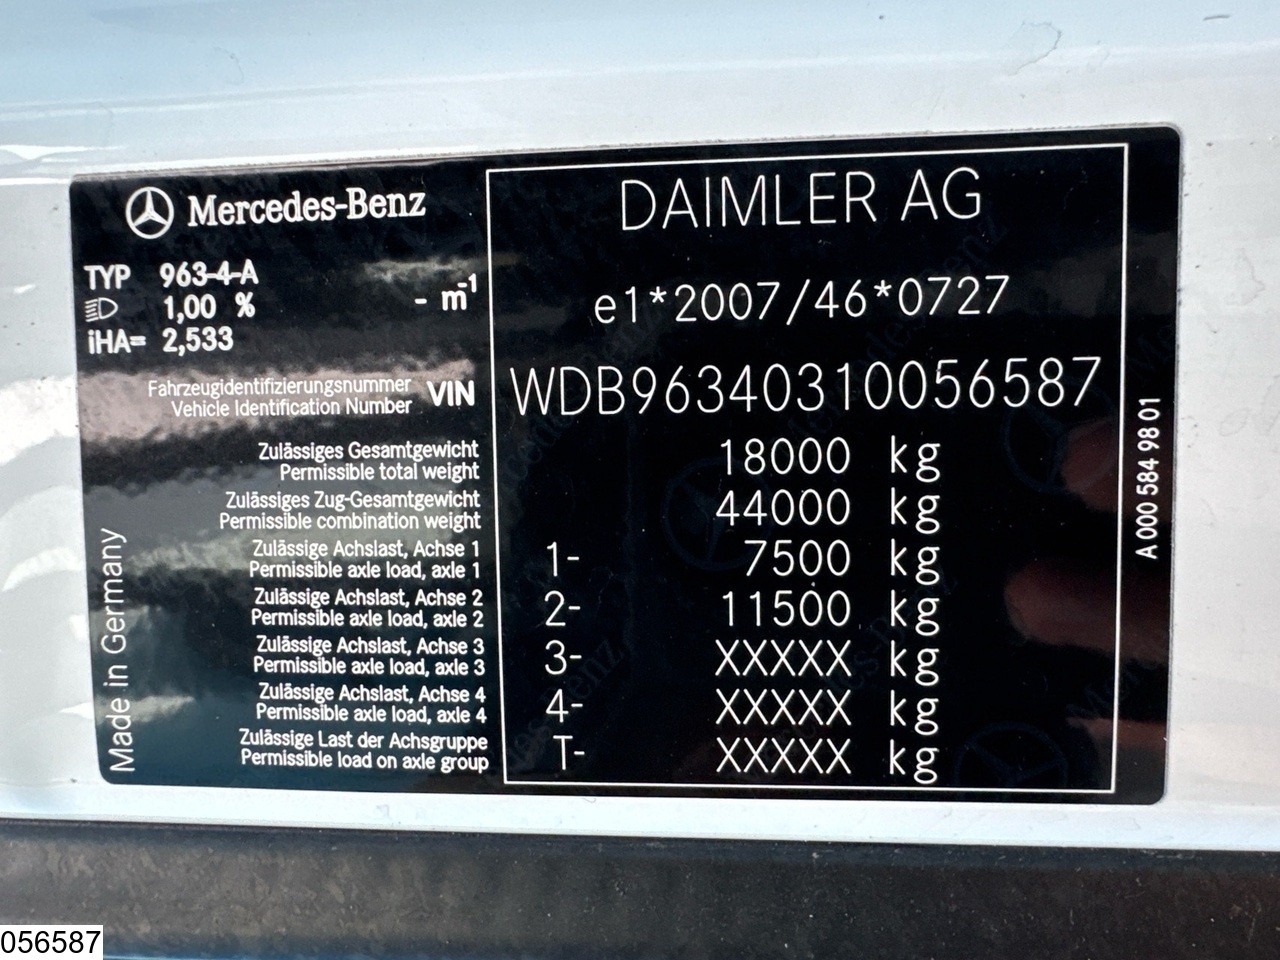 Mercedes-Benz
TYP 963-4-A
1,00 % - m-1
iHA= 2,533
DAIMLER AG
e1*2007/46*0727
Fahrzeugidentifizierungsnummer
Vehicle Identification Number
VIN WDB96340310056587
Zulässiges Gesamtgewicht
Permissible total weight
18000 kg
Zulässiges Zug-Gesamtgewicht
Permissible combination weight
44000 kg
Zulässige Achslast, Achse 1
Permissible axle load, axle 1
1- 7500 kg
Zulässige Achslast, Achse 2
Permissible axle load, axle 2
2- 11500 kg
Zulässige Achslast, Achse 3
Permissible axle load, axle 3
3- XXXXX kg
Zulässige Achslast, Achse 4
Permissible axle load, axle 4
4- XXXXX kg
Zulässige Last der Achsgruppe
Permissible load on axle group
T- XXXXX kg
Made in Germany
A 000 584 98 01
056587